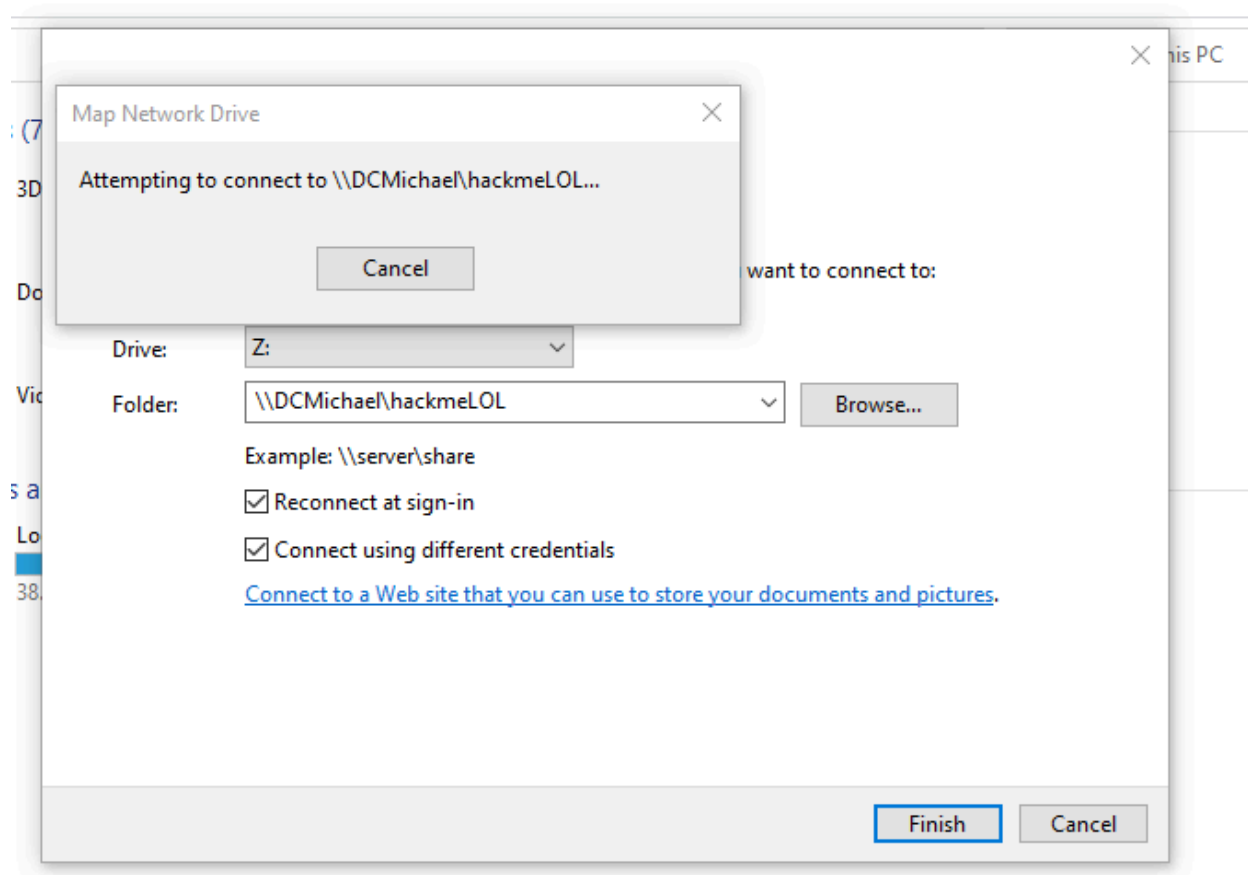 his PC
Map Network Drive
(7
Attempting to connect to \\DCMichael\hackmeLOL...
3D
Cancel
want to connect to:
Do
Drive:
Z:
Vid
Folder:
\\DCMichael\hackmeLOL
Browse...
Example: \\server\share
s a
Reconnect at sign-in
Lo
Connect using different credentials
38.
Connect to a Web site that you can use to store your documents and pictures.
Finish
Cancel